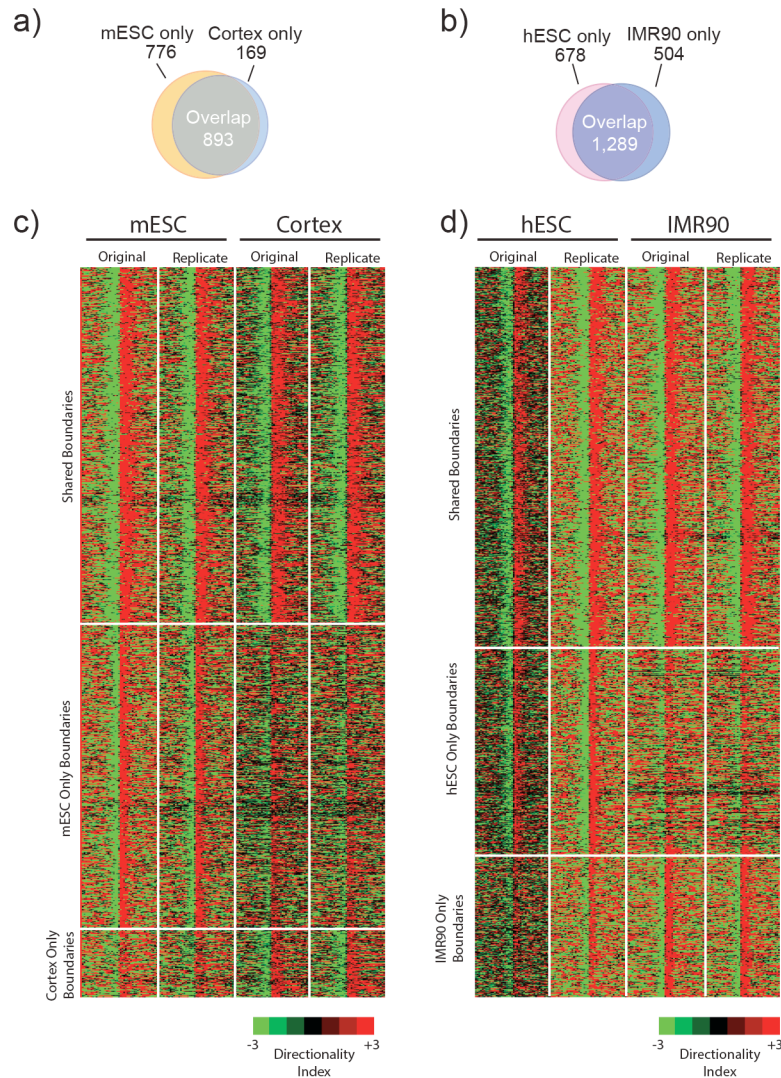 a)
mESC only
776
Cortex only
169
Overlap
893
b)
hESC only
678
IMR90 only
504
Overlap
1,289
c)
mESC
Cortex
Original
Replicate
Original
Replicate
Shared Boundaries
mESC Only Boundaries
Cortex Only
Boundaries
-3
+3
Directionality
Index
d)
hESC
IMR90
Original
Replicate
Original
Replicate
Shared Boundaries
hESC Only Boundaries
IMR90 Only
Boundaries
-3
+3
Directionality
Index